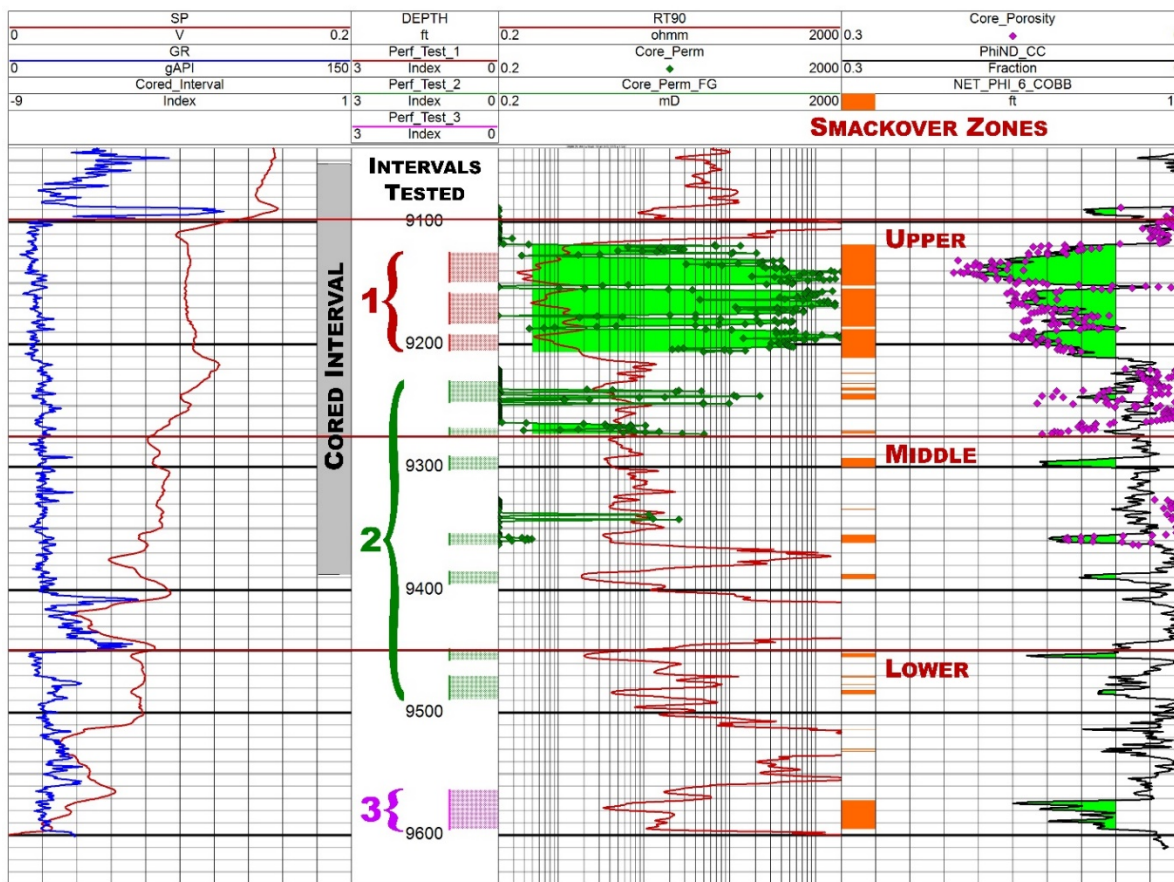 SP
0 V 0.2
GR
0 gAPI 150
Cored_Interval
-9 Index 1
DEPTH
ft
Perf_Test_1
3 Index 0
Perf_Test_2
3 Index 0
Perf_Test_3
3 Index 0
RT90
0.2 ohmm 2000
Core_Perm
0.2 2000
Core_Perm_FG
0.2 mD 2000
Core_Porosity
0.3
PhiND_CC
0.3 Fraction
NET_PHI_6_COBB
ft 1
SMACKOVER ZONES
INTERVALS
TESTED
CORED INTERVAL
9100
UPPER
1
9200
MIDDLE
9300
2
9400
LOWER
9500
3
9600